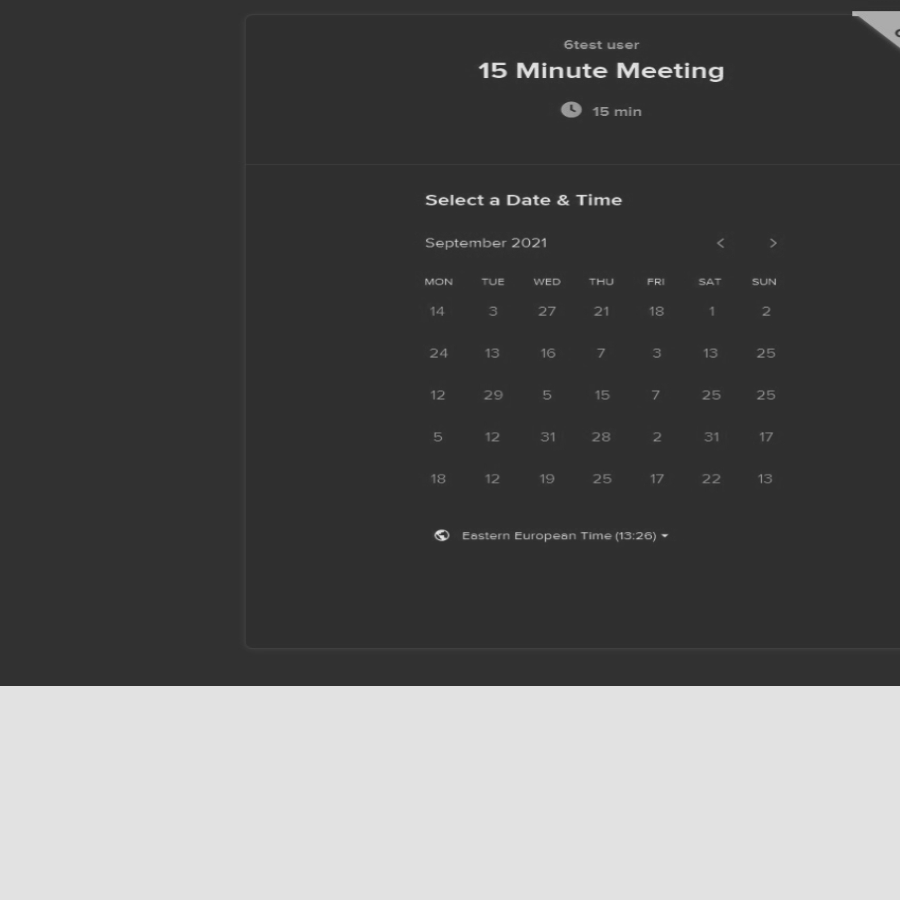 6test user
15 Minute Meeting
15 min
Select a Date & Time
September 2021
MON TUE WED THU FRI SAT SUN
14 3 27 21 18 1 2
24 13 16 7 3 13 25
12 29 5 15 7 25 25
5 12 31 28 2 31 17
18 12 19 25 17 22 13
Eastern European Time (13:26)